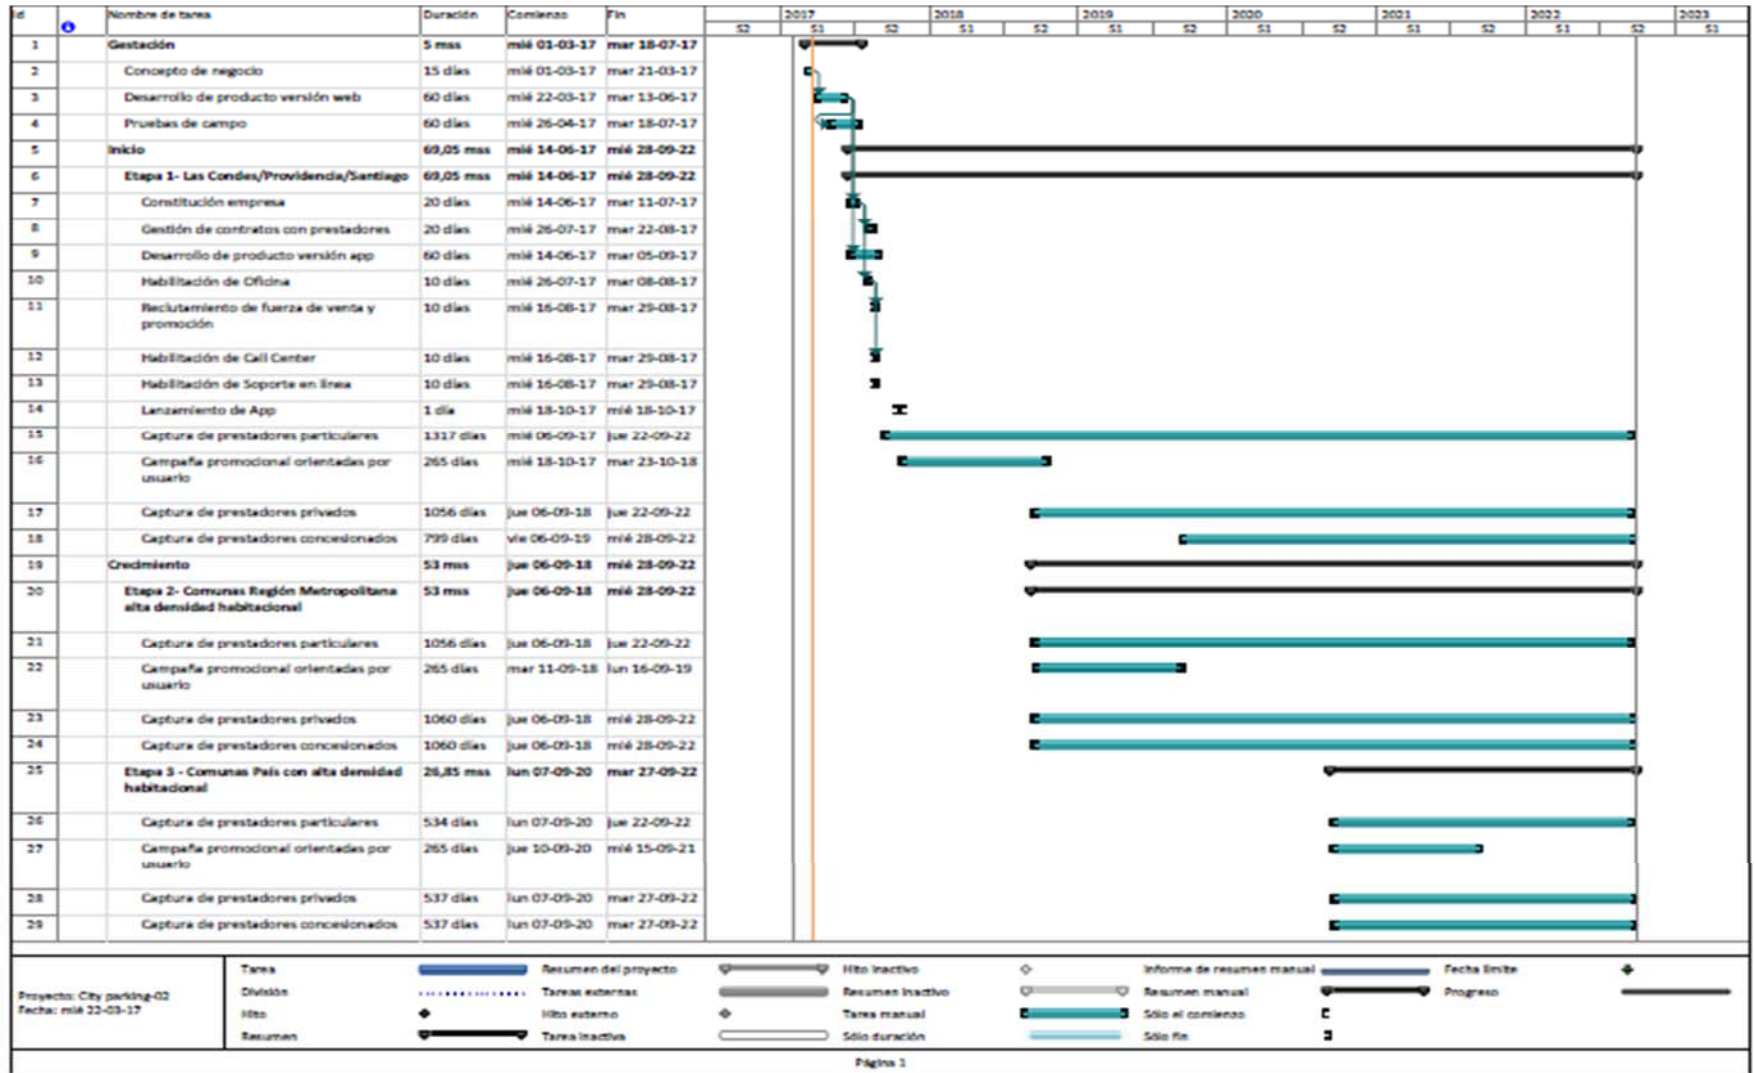 Id Nombre de tarea Duración Comienzo Fin
2017 2018 2019 2020 2021 2022 2023
S2 S1 S2 S1 S2 S1 S2 S1 S2 S1 S2 S1 S2 S1
1 Gestación 5 mss mié 01-03-17 mar 18-07-17
2 Concepto de negocio 15 días mié 01-03-17 mar 21-03-17
3 Desarrollo de producto versión web 60 días mié 22-03-17 mar 13-06-17
4 Pruebas de campo 60 días mié 26-04-17 mar 18-07-17
5 Inicio 69,05 mss mié 14-06-17 mié 28-09-22
6 Etapa 1- Las Condes/Providencia/Santiago 69,05 mss mié 14-06-17 mié 28-09-22
7 Constitución empresa 20 días mié 14-06-17 mar 11-07-17
8 Gestión de contratos con prestadores 20 días mié 26-07-17 mar 22-08-17
9 Desarrollo de producto versión app 60 días mié 14-06-17 mar 05-09-17
10 Habilitación de Oficina 10 días mié 26-07-17 mar 08-08-17
11 Reclutamiento de fuerza de venta y 10 días mié 16-08-17 mar 29-08-17
promoción
12 Habilitación de Call Center 10 días mié 16-08-17 mar 29-08-17
13 Habilitación de Soporte en línea 10 días mié 16-08-17 mar 29-08-17
14 Lanzamiento de App 1 día mié 18-10-17 mié 18-10-17
15 Captura de prestadores particulares 1317 días mié 06-09-17 jue 22-09-22
16 Campaña promocional orientadas por 265 días mié 18-10-17 mar 23-10-18
usuario
17 Captura de prestadores privados 1056 días jue 06-09-18 jue 22-09-22
18 Captura de prestadores concesionados 799 días vie 06-09-19 mié 28-09-22
19 Crecimiento 53 mss jue 06-09-18 mié 28-09-22
20 Etapa 2- Comunas Región Metropolitana 53 mss jue 06-09-18 mié 28-09-22
alta densidad habitacional
21 Captura de prestadores particulares 1056 días jue 06-09-18 jue 22-09-22
22 Campaña promocional orientadas por 265 días mar 11-09-18 lun 16-09-19
usuario
23 Captura de prestadores privados 1060 días jue 06-09-18 mié 28-09-22
24 Captura de prestadores concesionados 1060 días jue 06-09-18 mié 28-09-22
25 Etapa 3 - Comunas País con alta densidad 26,85 mss lun 07-09-20 mar 27-09-22
habitacional
26 Captura de prestadores particulares 534 días lun 07-09-20 jue 22-09-22
27 Campaña promocional orientadas por 265 días jue 10-09-20 mié 15-09-21
usuario
28 Captura de prestadores privados 537 días lun 07-09-20 mar 27-09-22
29 Captura de prestadores concesionados 537 días lun 07-09-20 mar 27-09-22
Proyecto: City parking-02
Fecha: mié 22-03-17
Tarea Resumen del proyecto Hito inactivo Informe de resumen manual Fecha límite
División Tareas externas Resumen inactivo Resumen manual Progreso
Hito Hito externo Tarea manual Sólo el comienzo
Resumen Tarea inactiva Sólo duración Sólo fin
Página 1